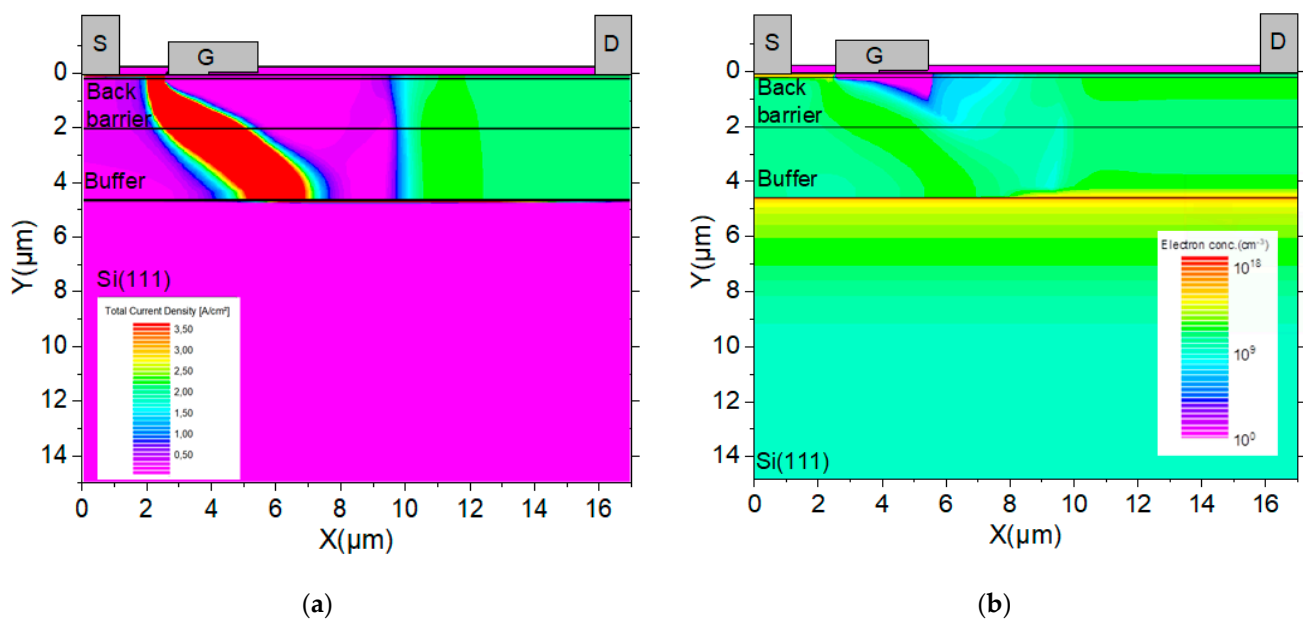 S
G
D
0
2
4
6
8
10
12
14
Y(µm)
Back
barrier
Buffer
Si(111)
Total Current Density [A/cm²]
3,50
3,00
2,50
2,00
1,50
1,00
0,50
0 2 4 6 8 10 12 14 16
X(µm)
(a)
S
G
D
0
2
4
6
8
10
12
14
Y(µm)
Back
barrier
Buffer
Electron conc.(cm⁻³)
10¹⁸
10⁹
10⁰
Si(111)
0 2 4 6 8 10 12 14 16
X(µm)
(b)